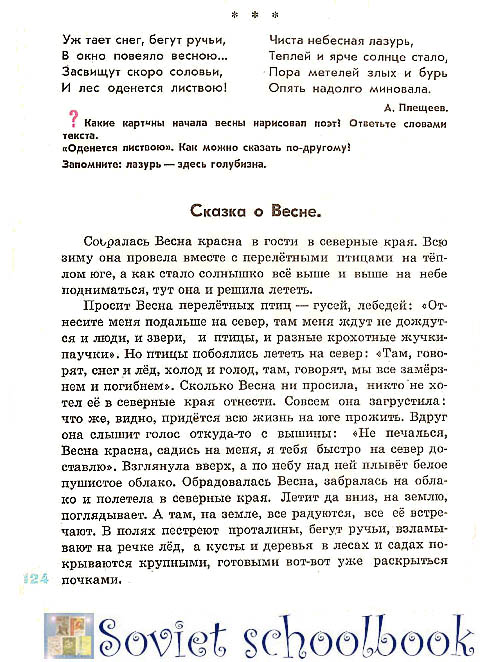 * * *
Уж тает снег, бегут ручьи,
В окно повеяло весною...
Засвищут скоро соловьи,
И лес оденется листвою!
Чиста небесная лазурь,
Теплей и ярче солнце стало,
Пора метелей злых и бурь
Опять надолго миновала.
А. Плещеев.
? Какие картины начала весны нарисовал поэт? Ответьте словами
текста.
«Оденется листвою». Как можно сказать по-другому?
Запомните: лазурь — здесь голубизна.
Сказка о Весне.
Собралась Весна красна в гости в северные края. Всю
зиму она провела вместе с перелётными птицами на тёп-
лом юге, а как стало солнышко всё выше и выше на небе
подниматься, тут она и решила лететь.
Просит Весна перелётных птиц — гусей, лебедей: «От-
несите меня подальше на север, там меня ждут не дождут-
ся и люди, и звери, и птицы, и разные крохотные жучки-
паучки». Но птицы побоялись лететь на север: «Там, гово-
рят, снег и лёд, холод и голод, там, говорят, мы все замёрз-
нем и погибнем». Сколько Весна ни просила, никто не хо-
тел её в северные края отнести. Совсем она загрустила:
что же, видно, придётся всю жизнь на юге прожить. Вдруг
она слышит голос откуда-то с вышины: «Не печалься,
Весна красна, садись на меня, я тебя быстро на север до-
ставлю». Взглянула вверх, а по небу над ней плывёт белое
пушистое облако. Обрадовалась Весна, забралась на обла-
ко и полетела в северные края. Летит да вниз, на землю,
поглядывает. А там, на земле, все радуются, все её встре-
чают. В полях пестреют проталины, бегут ручьи, взламы-
вают на речке лёд, а кусты и деревья в лесах и садах по-
крываются крупными, готовыми вот-вот уже раскрыться
почками.
124
Soviet schoolbook